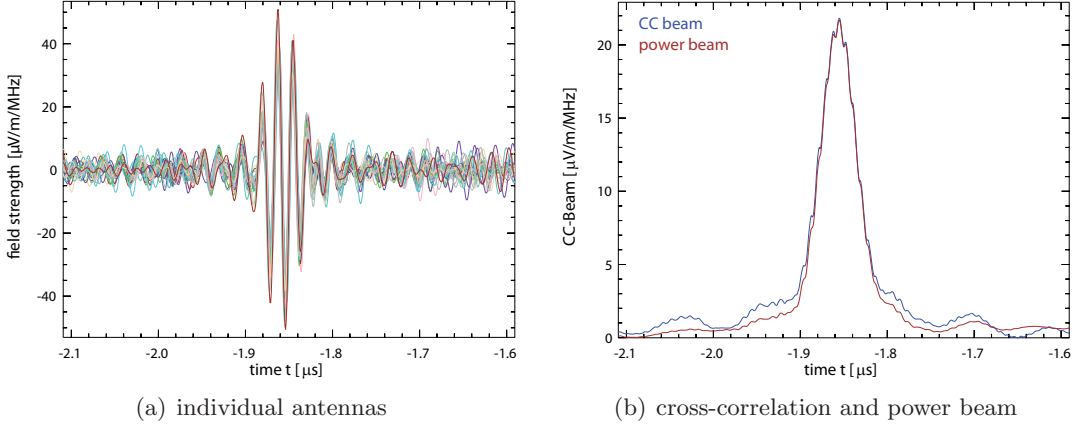 40
20
0
-20
-40
field strength [µV/m/MHz]
-2.1
-2.0
-1.9
-1.8
-1.7
-1.6
time t [ µs]
(a) individual antennas
CC beam
power beam
20
15
10
5
0
CC-Beam [µV/m/MHz]
-2.1
-2.0
-1.9
-1.8
-1.7
-1.6
time t [ µs]
(b) cross-correlation and power beam